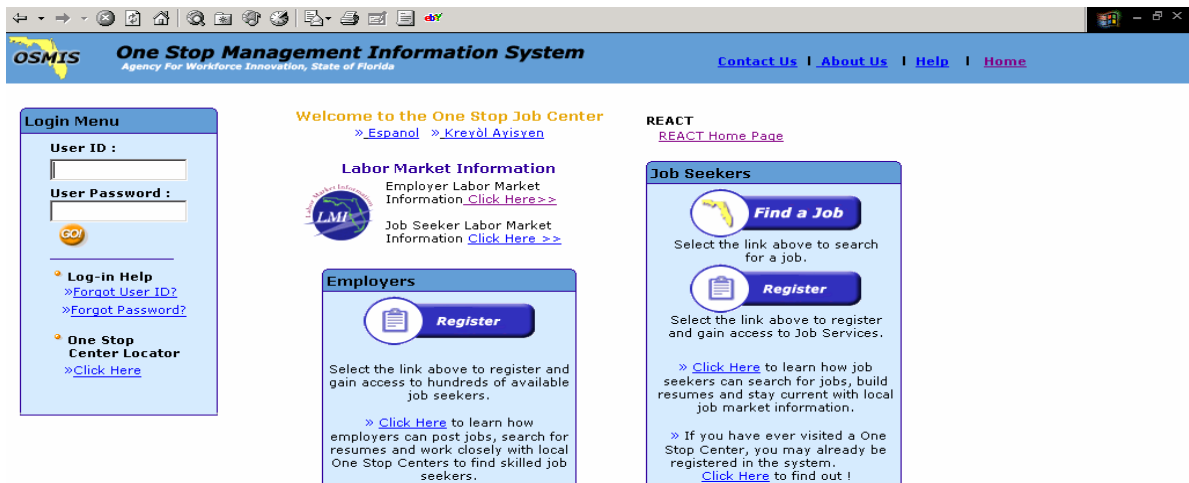 OSMIS
One Stop Management Information System
Agency For Workforce Innovation, State of Florida
Contact Us | About Us | Help | Home
Login Menu
User ID :
User Password :
GO!
Log-in Help
»Forgot User ID?
»Forgot Password?
One Stop
Center Locator
»Click Here
Welcome to the One Stop Job Center
» Espanol » Kreyòl Ayisyen
Labor Market Information
Labor Market Information
LMI
Employer Labor Market
Information Click Here>>
Job Seeker Labor Market
Information Click Here >>
Employers
Register
Select the link above to register and
gain access to hundreds of available
job seekers.
» Click Here to learn how
employers can post jobs, search for
resumes and work closely with local
One Stop Centers to find skilled job
seekers.
REACT
REACT Home Page
Job Seekers
Find a Job
Select the link above to search
for a job.
Register
Select the link above to register
and gain access to Job Services.
» Click Here to learn how job
seekers can search for jobs, build
resumes and stay current with local
job market information.
» If you have ever visited a One
Stop Center, you may already be
registered in the system.
Click Here to find out !